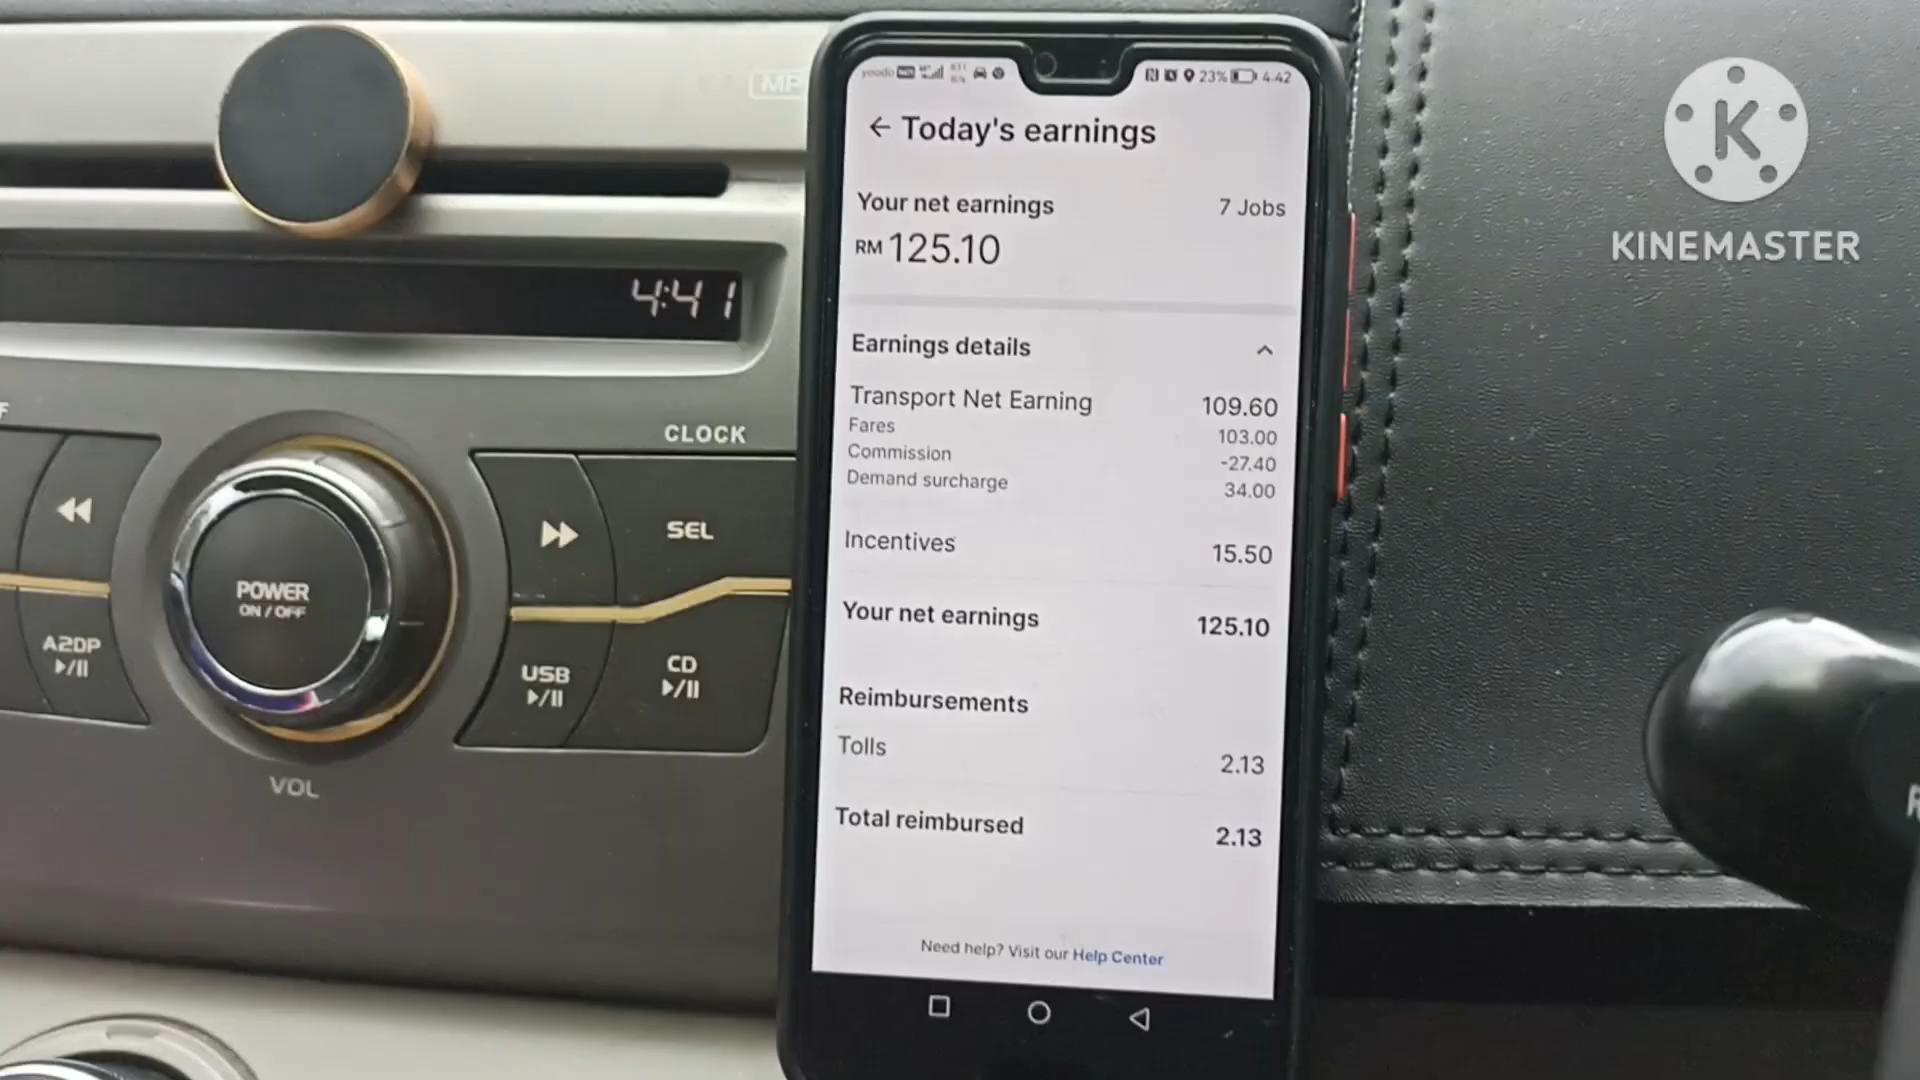 MP
4:41
F
CLOCK
SEL
POWER
ON / OFF
A2DP
USB
CD
VOL
yoodo
23% 4:42
Today's earnings
Your net earnings 7 Jobs
RM 125.10
Earnings details
Transport Net Earning 109.60
Fares 103.00
Commission -27.40
Demand surcharge 34.00
Incentives 15.50
Your net earnings 125.10
Reimbursements
Tolls 2.13
Total reimbursed 2.13
Need help? Visit our Help Center
K
KINEMASTER